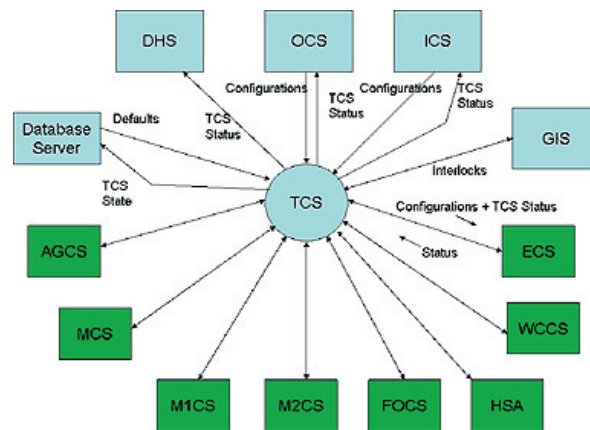 DHS
OCS
ICS
Configurations
Configurations
TCS
Status
TCS
Status
TCS
Status
Database
Server
Defaults
GIS
Interlocks
TCS
State
TCS
Configurations + TCS Status
Status
AGCS
ECS
MCS
WCCS
M1CS
M2CS
FOCS
HSA